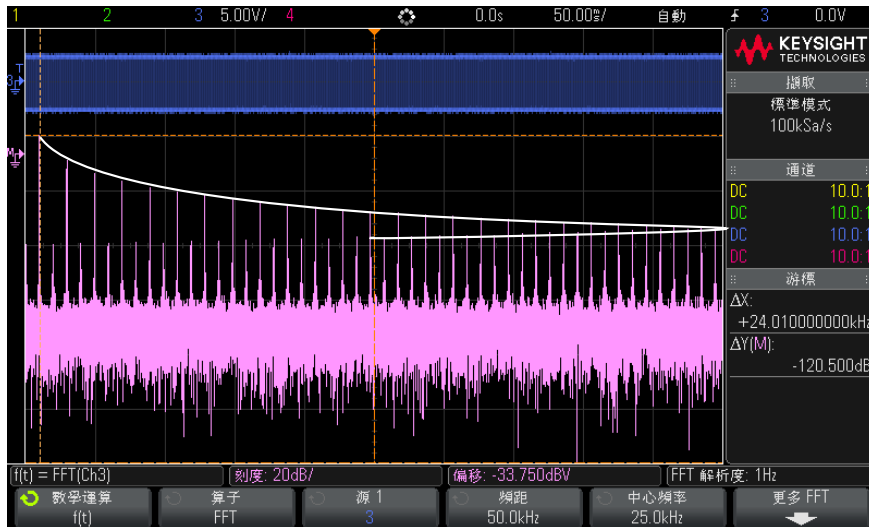 1 2 3 5.00V/ 4 0.0s 50.00ms/ 自動 3 0.0V
KEYSIGHT
TECHNOLOGIES
擷取
標準模式
100kSa/s
通道
DC 10.0:1
DC 10.0:1
DC 10.0:1
DC 10.0:1
游標
ΔX:
+24.010000000kHz
ΔY(M):
-120.500dB
T
3
M
f(t) = FFT(Ch3) 刻度: 20dB/ 偏移: -33.750dBV FFT 解析度: 1Hz
數學運算 算子 源 1 頻距 中心頻率 更多 FFT
f(t) FFT 3 50.0kHz 25.0kHz